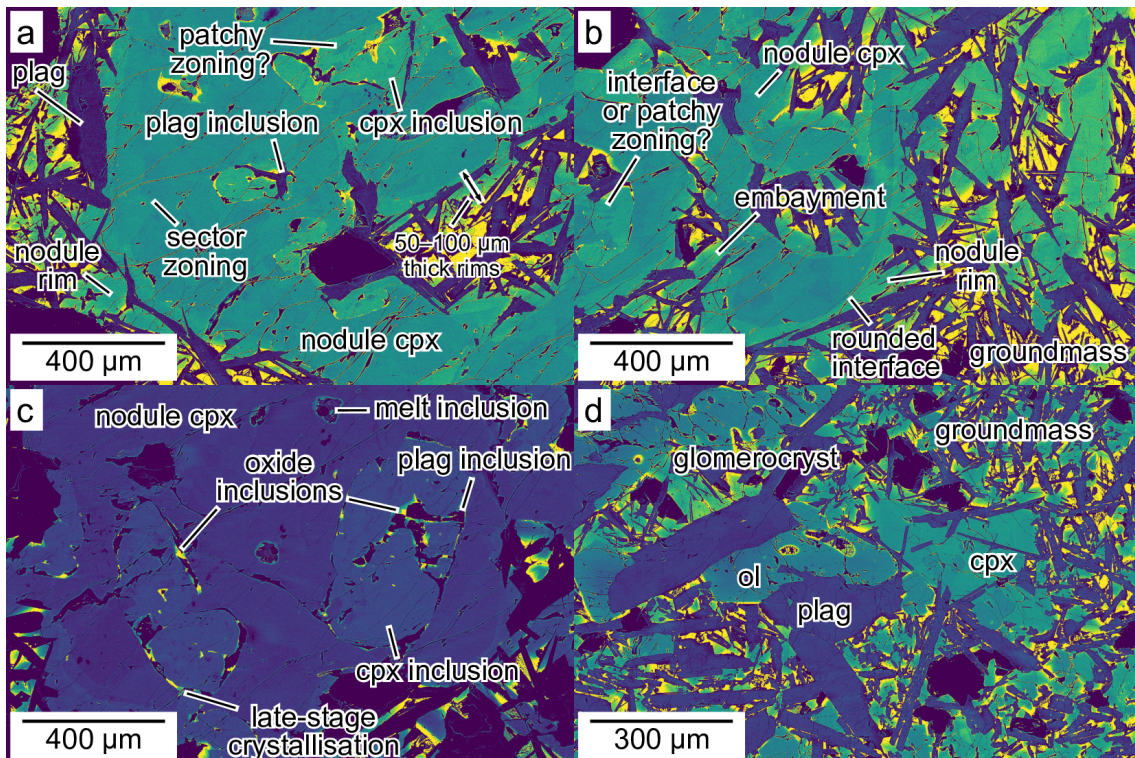 a
patchy
zoning?
plag
plag inclusion
cpx inclusion
sector
zoning
50–100 µm
thick rims
nodule
rim
nodule cpx
400 µm
b
nodule cpx
interface
or patchy
zoning?
embayment
nodule
rim
rounded
interface
groundmass
400 µm
c
nodule cpx
melt inclusion
plag inclusion
oxide
inclusions
cpx inclusion
late-stage
crystallisation
400 µm
d
groundmass
glomerocryst
ol
cpx
plag
300 µm